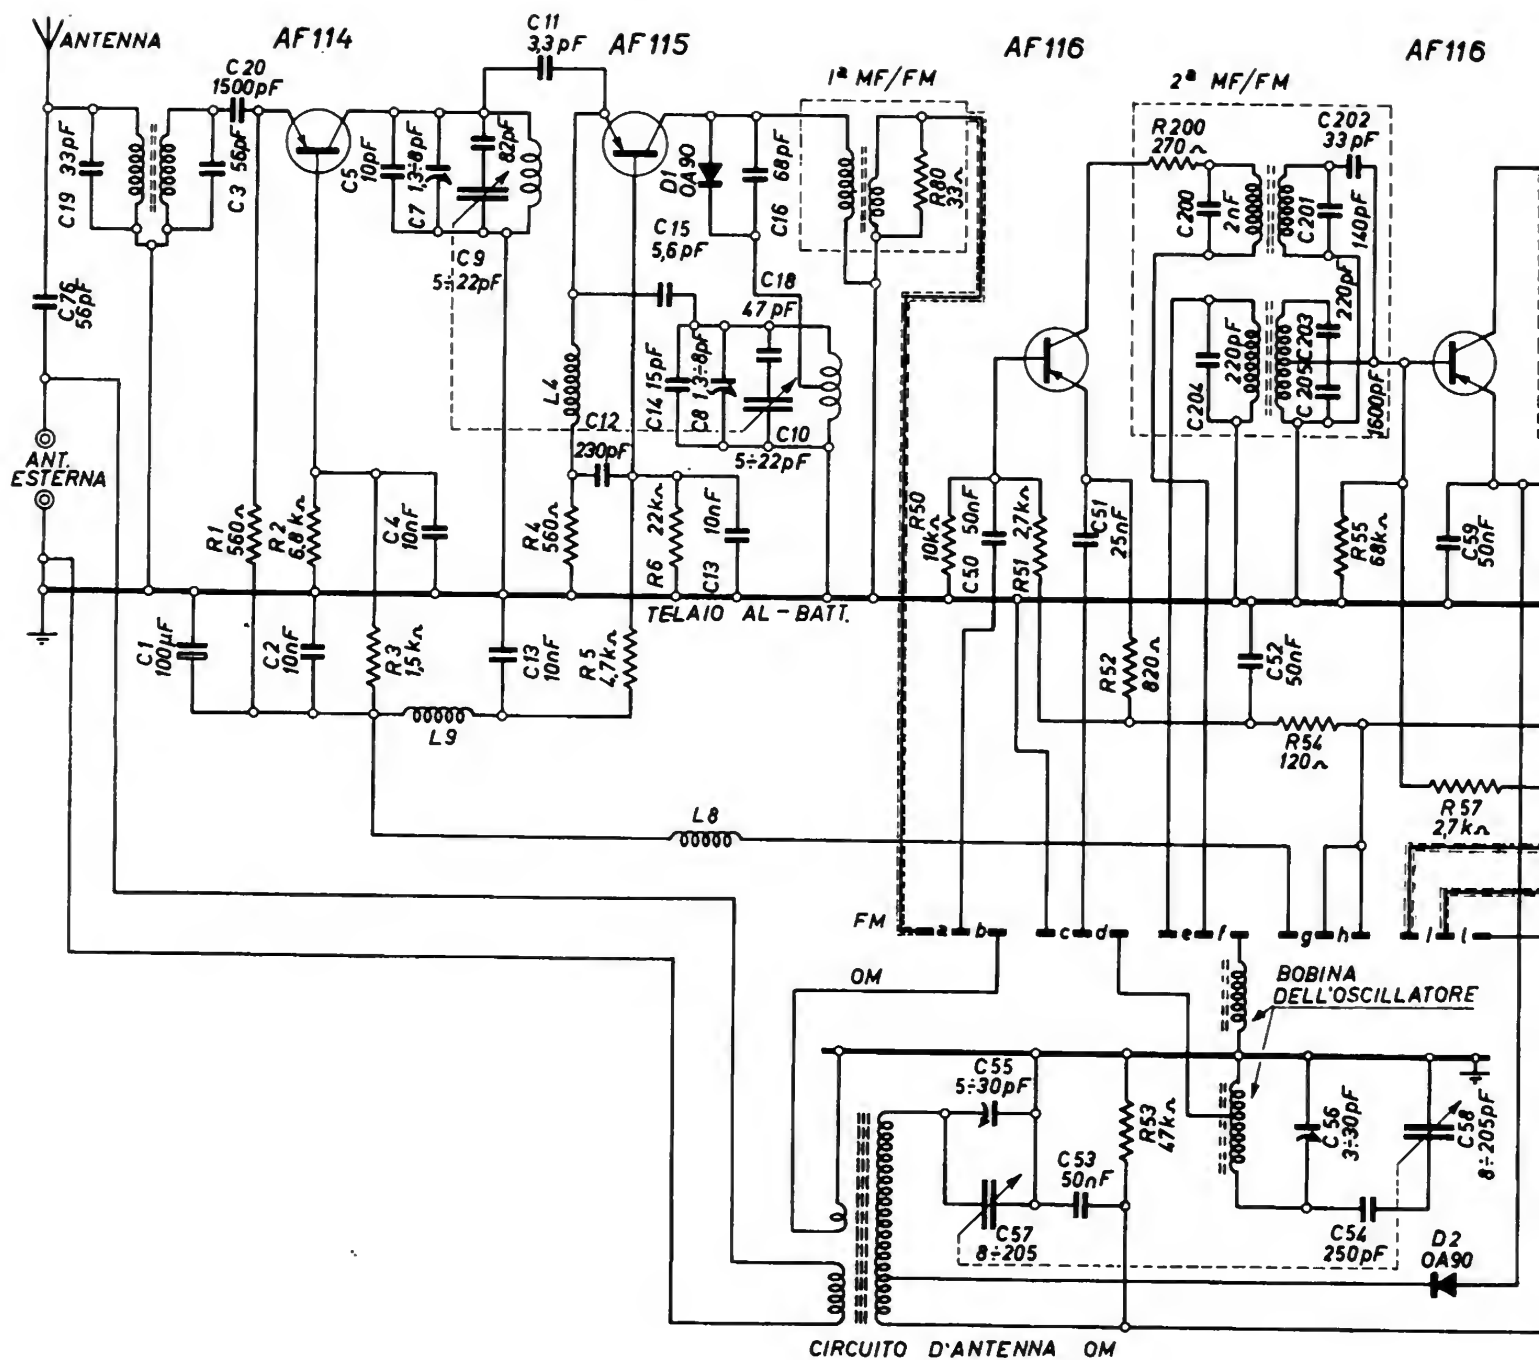 ANTENNA
AF114
C11
3,3pF
AF115
AF116
AF116
1ª MF/FM
2ª MF/FM
C20
1500pF
C19 33pF
C3 56pF
C5
10pF
C7 1,3÷8pF
82pF
D1
OA90
C16
68pF
R80
33Ω
R200
270Ω
C202
33pF
C200
2nF
C201
140pF
C9
5÷22pF
C15
5,6pF
C18
47pF
C76
56pF
ANT.
ESTERNA
L4
C14 15pF
C8 1,3÷8pF
C10
5÷22pF
C12
230pF
C204
220pF
C203
220pF
C205
1600pF
R1
560Ω
R2
6,8kΩ
C4
10nF
R4
560Ω
R6 22kΩ
C13 10nF
R50
10kΩ
C50 50nF
R51 2,7kΩ
C51
25nF
R55
68kΩ
C59
50nF
TELAIO AL-BATT.
C1
100µF
C2
10nF
R3
1,5kΩ
C13
10nF
R5
4,7kΩ
R52
820Ω
C52
50nF
L9
R54
120Ω
L8
R57
2,7kΩ
FM
a b c d e f g h i l
OM
BOBINA
DELL'OSCILLATORE
C55
5÷30pF
R53
47kΩ
C53
50nF
C57
8÷205
C56
3÷30pF
C58
8÷205pF
C54
250pF
D2
OA90
CIRCUITO D'ANTENNA OM